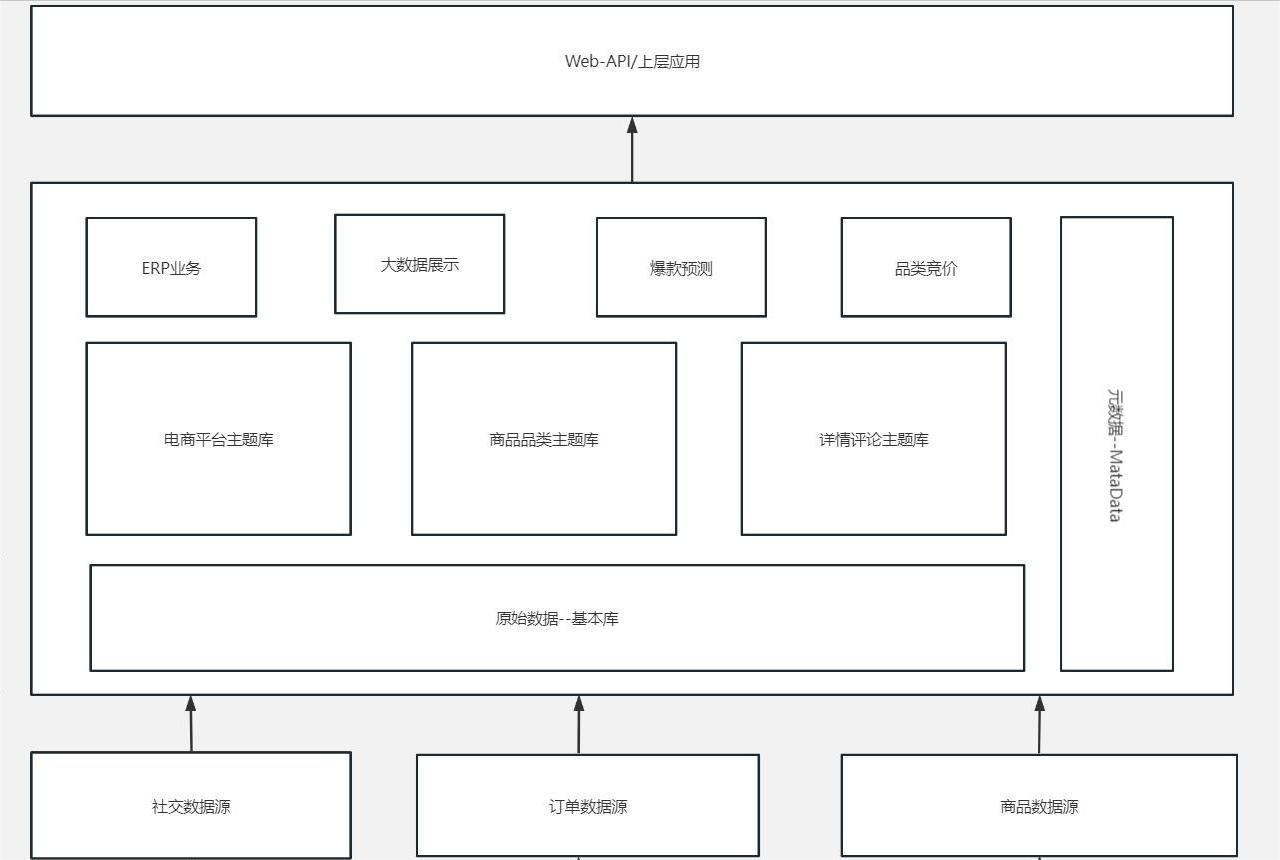 Web-API/上层应用
ERP业务
大数据展示
爆款预测
品类竞价
元数据--MataData
电商平台主题库
商品品类主题库
详情评论主题库
原始数据--基本库
社交数据源
订单数据源
商品数据源